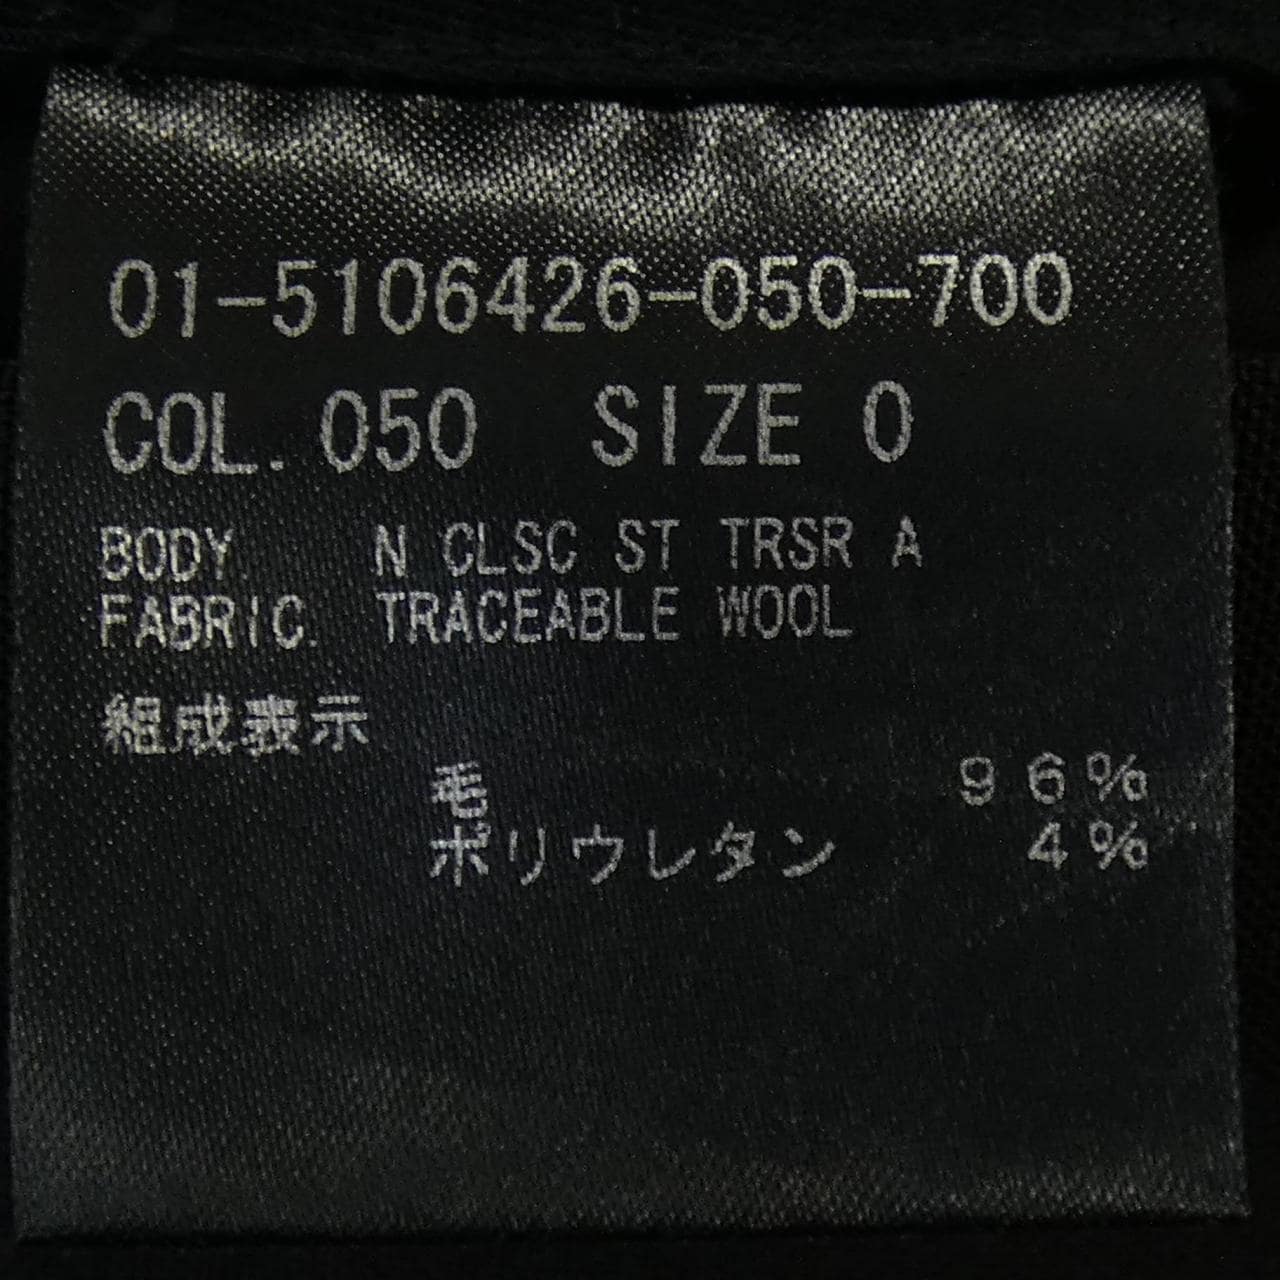 01-5106426-050-700
COL. 050 SIZE 0
BODY. N CLSC ST TRSR A
FABRIC. TRACEABLE WOOL
組成表示
毛 96%
ポリウレタン 4%